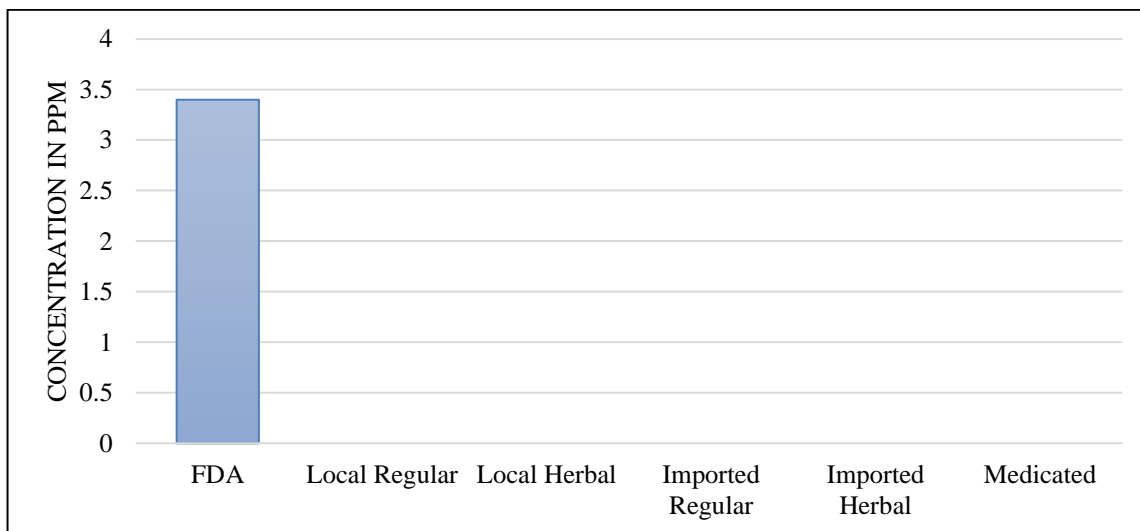 CONCENTRATION IN PPM
4
3.5
3
2.5
2
1.5
1
0.5
0
FDA
Local Regular
Local Herbal
Imported
Regular
Imported
Herbal
Medicated